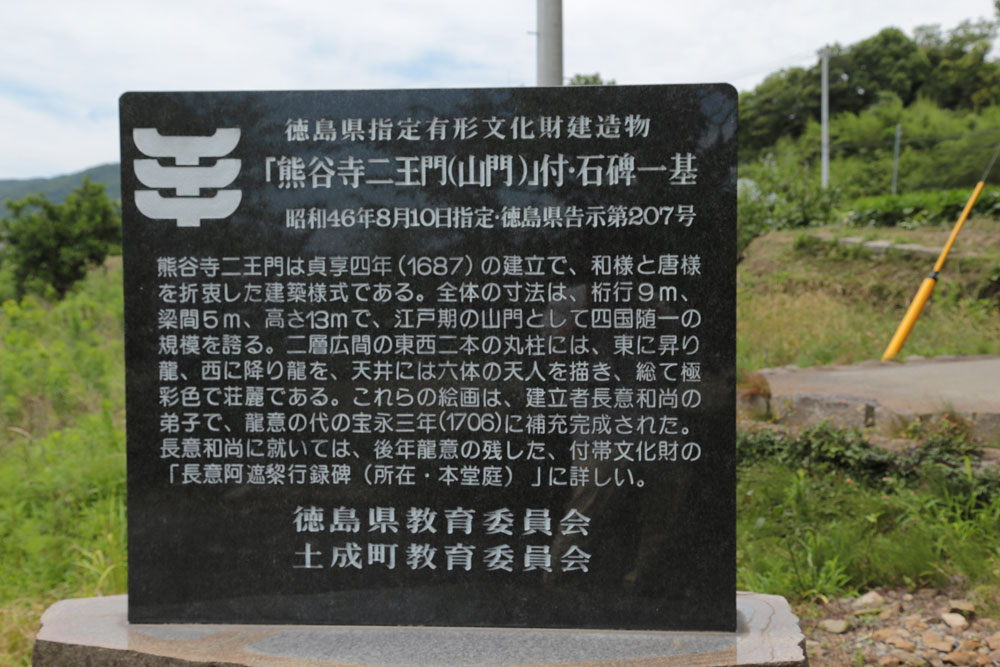 徳島県指定有形文化財建造物
「熊谷寺二王門(山門)」付・石碑一基
昭和46年8月10日指定・徳島県告示第207号
熊谷寺二王門は貞享四年(1687)の建立で、和様と唐様
を折衷した建築様式である。全体の寸法は、桁行9m、
梁間5m、高さ13mで、江戸期の山門として四国随一の
規模を誇る。二層広間の東西二本の丸柱には、東に昇り
龍、西に降り龍を、天井には六体の天人を描き、総て極
彩色で荘麗である。これらの絵画は、建立者長意和尚の
弟子で、龍意の代の宝永三年(1706)に補充完成された。
長意和尚に就いては、後年龍意の残した、付帯文化財の
「長意阿遮黎行録碑(所在・本堂庭)」に詳しい。
徳島県教育委員会
土成町教育委員会